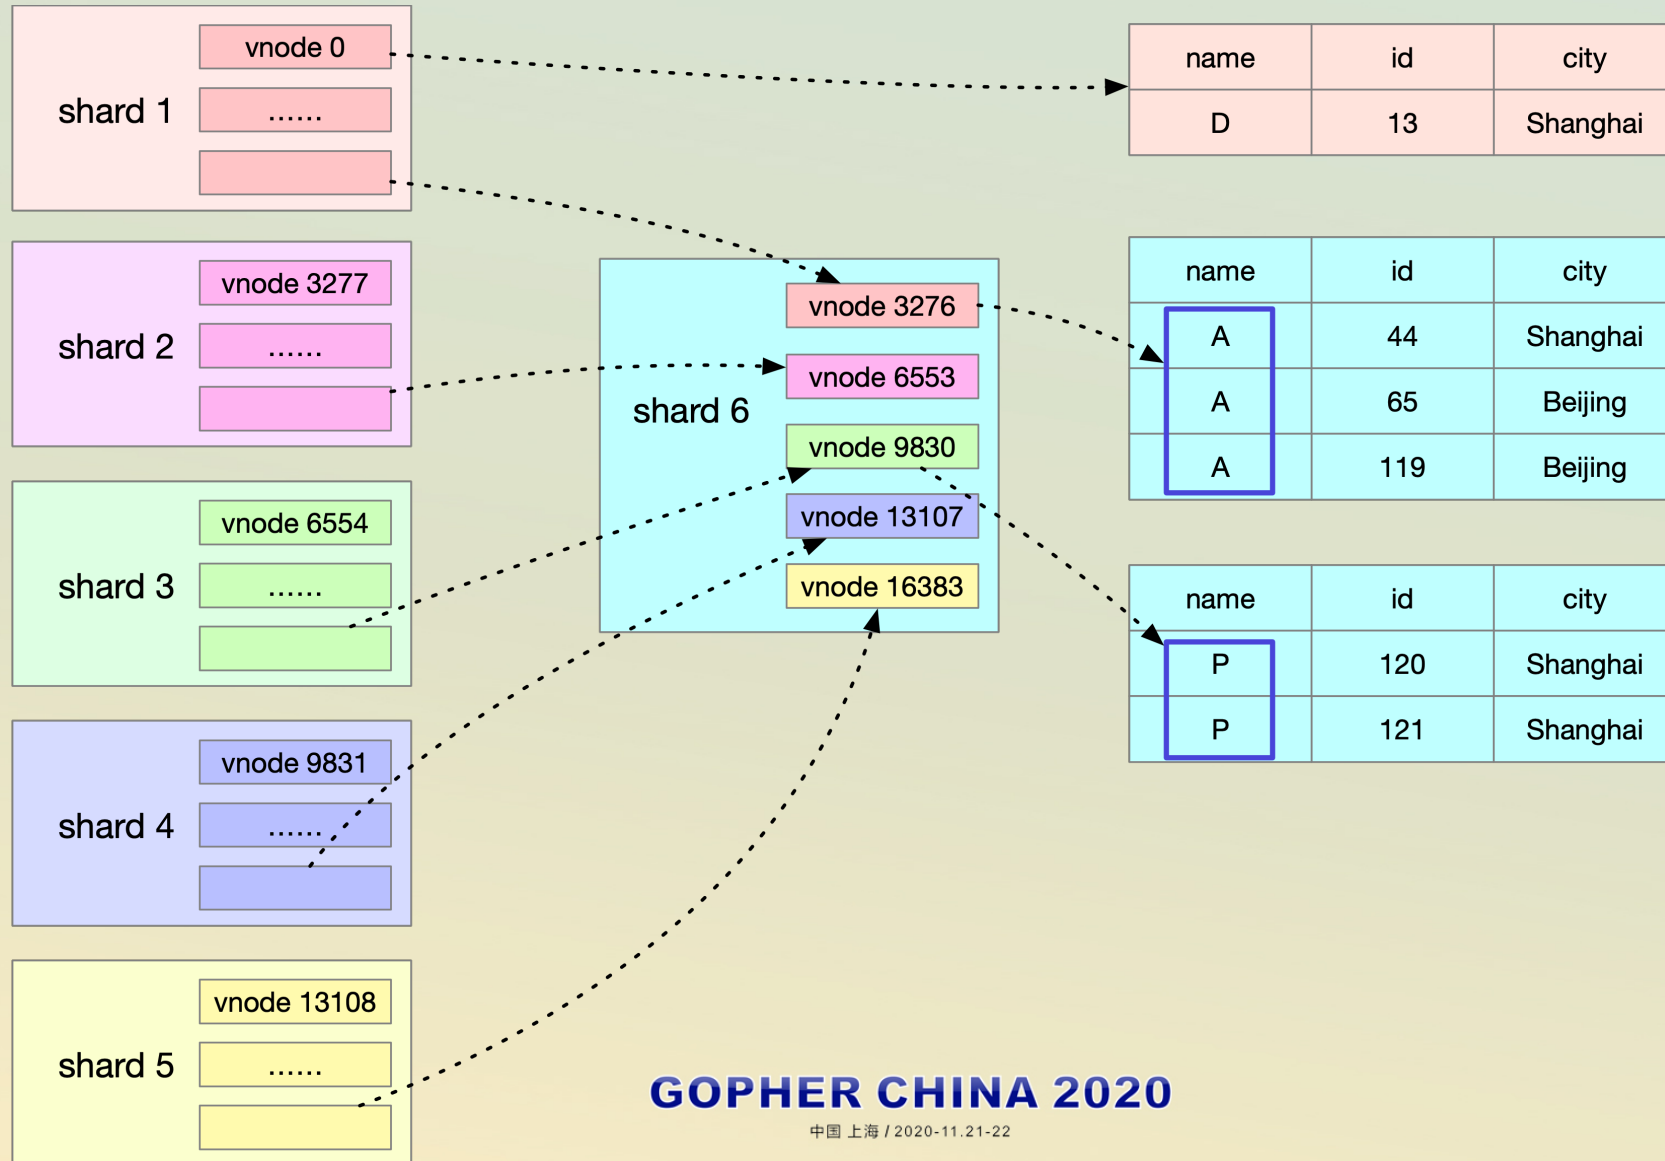 shard 1
vnode 0
......
shard 2
vnode 3277
......
shard 3
vnode 6554
......
shard 4
vnode 9831
......
shard 5
vnode 13108
......
shard 6
vnode 3276
vnode 6553
vnode 9830
vnode 13107
vnode 16383
name id city
D 13 Shanghai
name id city
A 44 Shanghai
A 65 Beijing
A 119 Beijing
name id city
P 120 Shanghai
P 121 Shanghai
GOPHER CHINA 2020
中国 上海 / 2020-11.21-22